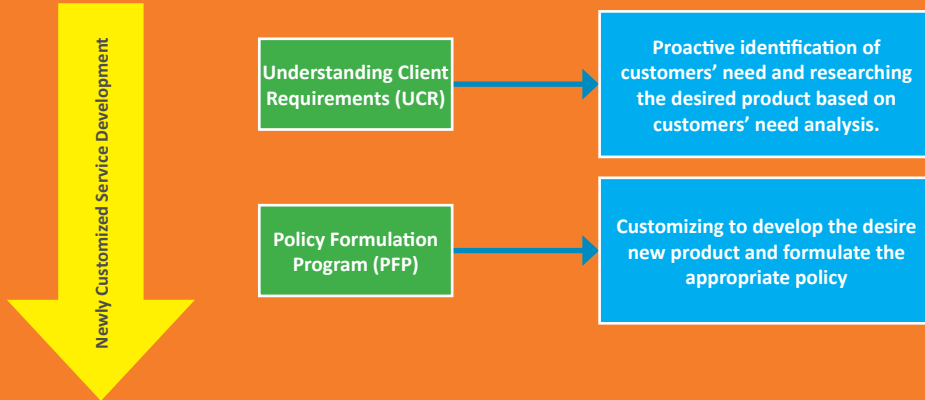 Newly Customized Service Development
Understanding Client
Requirements (UCR)
Proactive identification of
customers’ need and researching
the desired product based on
customers’ need analysis.
Policy Formulation
Program (PFP)
Customizing to develop the desire
new product and formulate the
appropriate policy